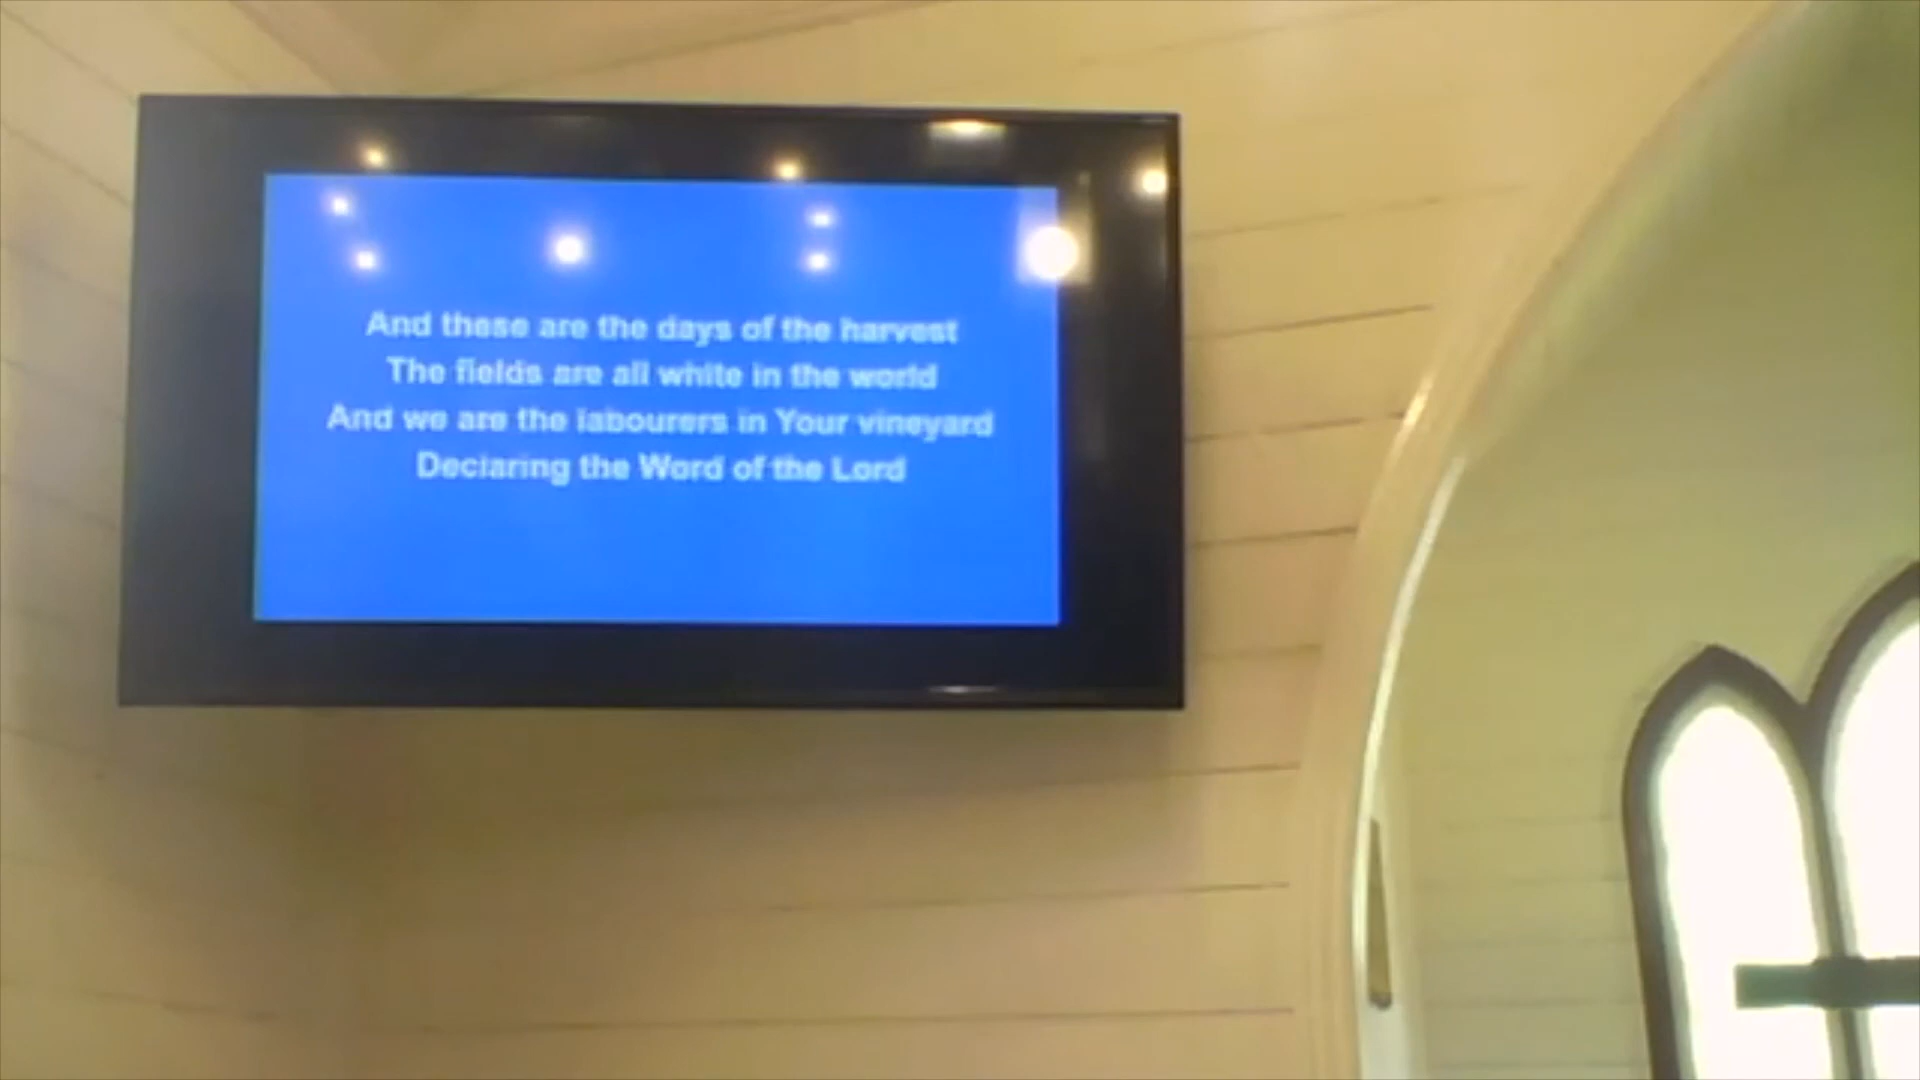 And these are the days of the harvest
The fields are all white in the world
And we are the labourers in Your vineyard
Declaring the Word of the Lord